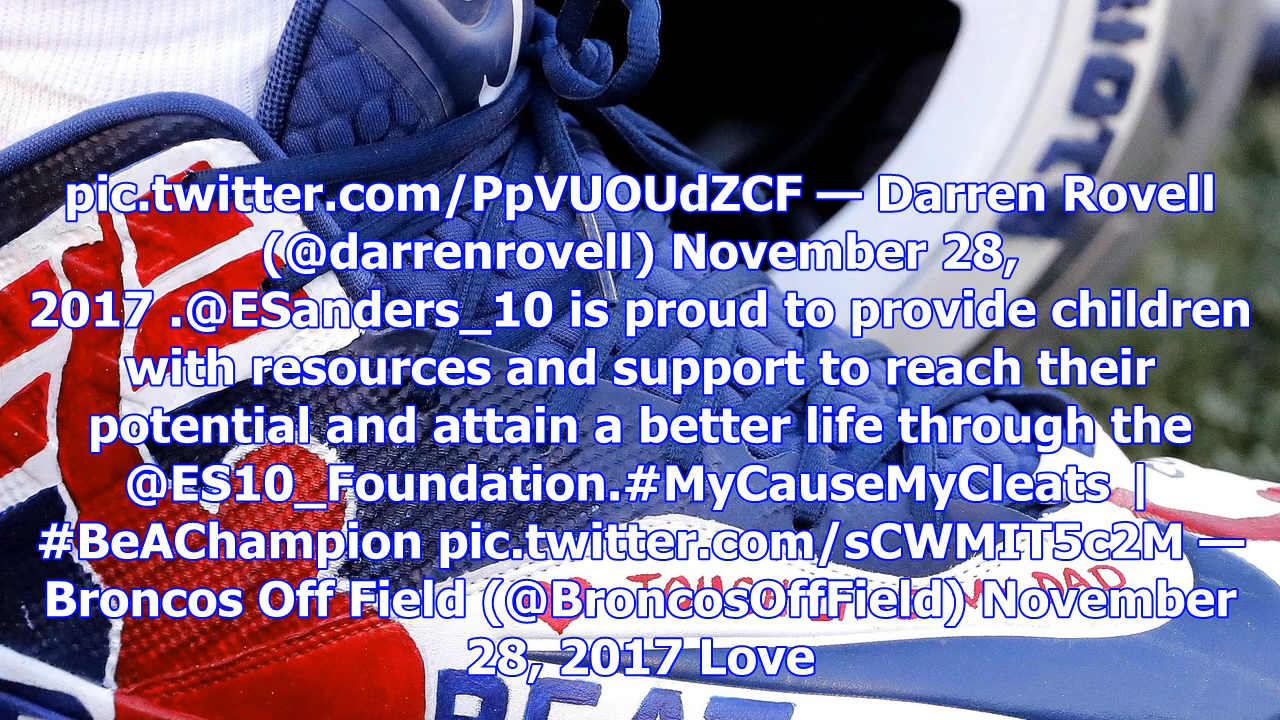 pic.twitter.com/PpVUOUdZCF — Darren Rovell
(@darrenrovell) November 28,
2017 .@ESanders_10 is proud to provide children
with resources and support to reach their
potential and attain a better life through the
@ES10_Foundation.#MyCauseMyCleats |
#BeAChampion pic.twitter.com/sCWMIT5c2M —
Broncos Off Field (@BroncosOffField) November
28, 2017 Love
DAD
BEAT